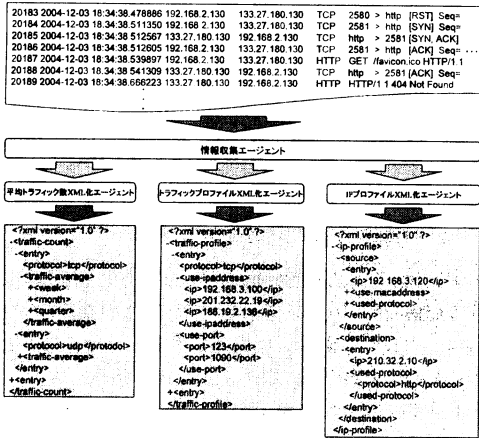 20183 2004-12-03 18:34:38.478886 192.168.2.130 133.27.180.130 TCP 2580 > http [RST] Seq=
20184 2004-12-03 18:34:38.511350 192.168.2.130 133.27.180.130 TCP 2581 > http [SYN] Seq=
20185 2004-12-03 18:34:38.512567 133.27.180.130 192.168.2.130 TCP http > 2581 [SYN, ACK]
20186 2004-12-03 18:34:38.512605 192.168.2.130 133.27.180.130 TCP 2581 > http [ACK] Seq= ...
20187 2004-12-03 18:34:38.539897 192.168.2.130 133.27.180.130 HTTP GET /favicon.ico HTTP/1.1
20188 2004-12-03 18:34:38.541309 133.27.180.130 192.168.2.130 TCP http > 2581 [ACK] Seq=
20189 2004-12-03 18:34:38.666223 133.27.180.130 192.168.2.130 HTTP HTTP/1.1 404 Not Found
情報収集エージェント
平均トラフィック数XML化エージェント
<?xml version="1.0" ?>
-<traffic-count>
-<entry>
<protocol>tcp</protocol>
-<traffic-average>
+<week>
+<month>
+<quarter>
</traffic-average>
-<entry>
<protocol>udp</protodol>
+<traffic-average>
</entry>
+<entry>
</traffic-count>
トラフィックプロファイルXML化エージェント
<?xml version="1.0" ?>
-<traffic-profile>
-<entry>
<protocol>tcp</protocol>
-<use-ipaddress>
<ip>192.168.3.100</ip>
<ip>201.232.22.19</ip>
<ip>188.19.2.136</ip>
</use-ipaddress>
-<use-port>
<port>123</port>
<port>1090</port>
</use-port>
</entry>
+<entry>
</traffic-profile>
IPプロファイルXML化エージェント
<?xml version="1.0" ?>
-<ip-profile>
-<source>
-<entry>
<ip>192.168.3.120</ip>
+<use-macaddress>
+<used-protocol>
</entry>
</source>
-<destination>
-<entry>
<ip>210.32.2.10</ip>
-<used-protocol>
<protocol>http</protocol>
</used-protocol>
</entry>
</destination>
</ip-profile>